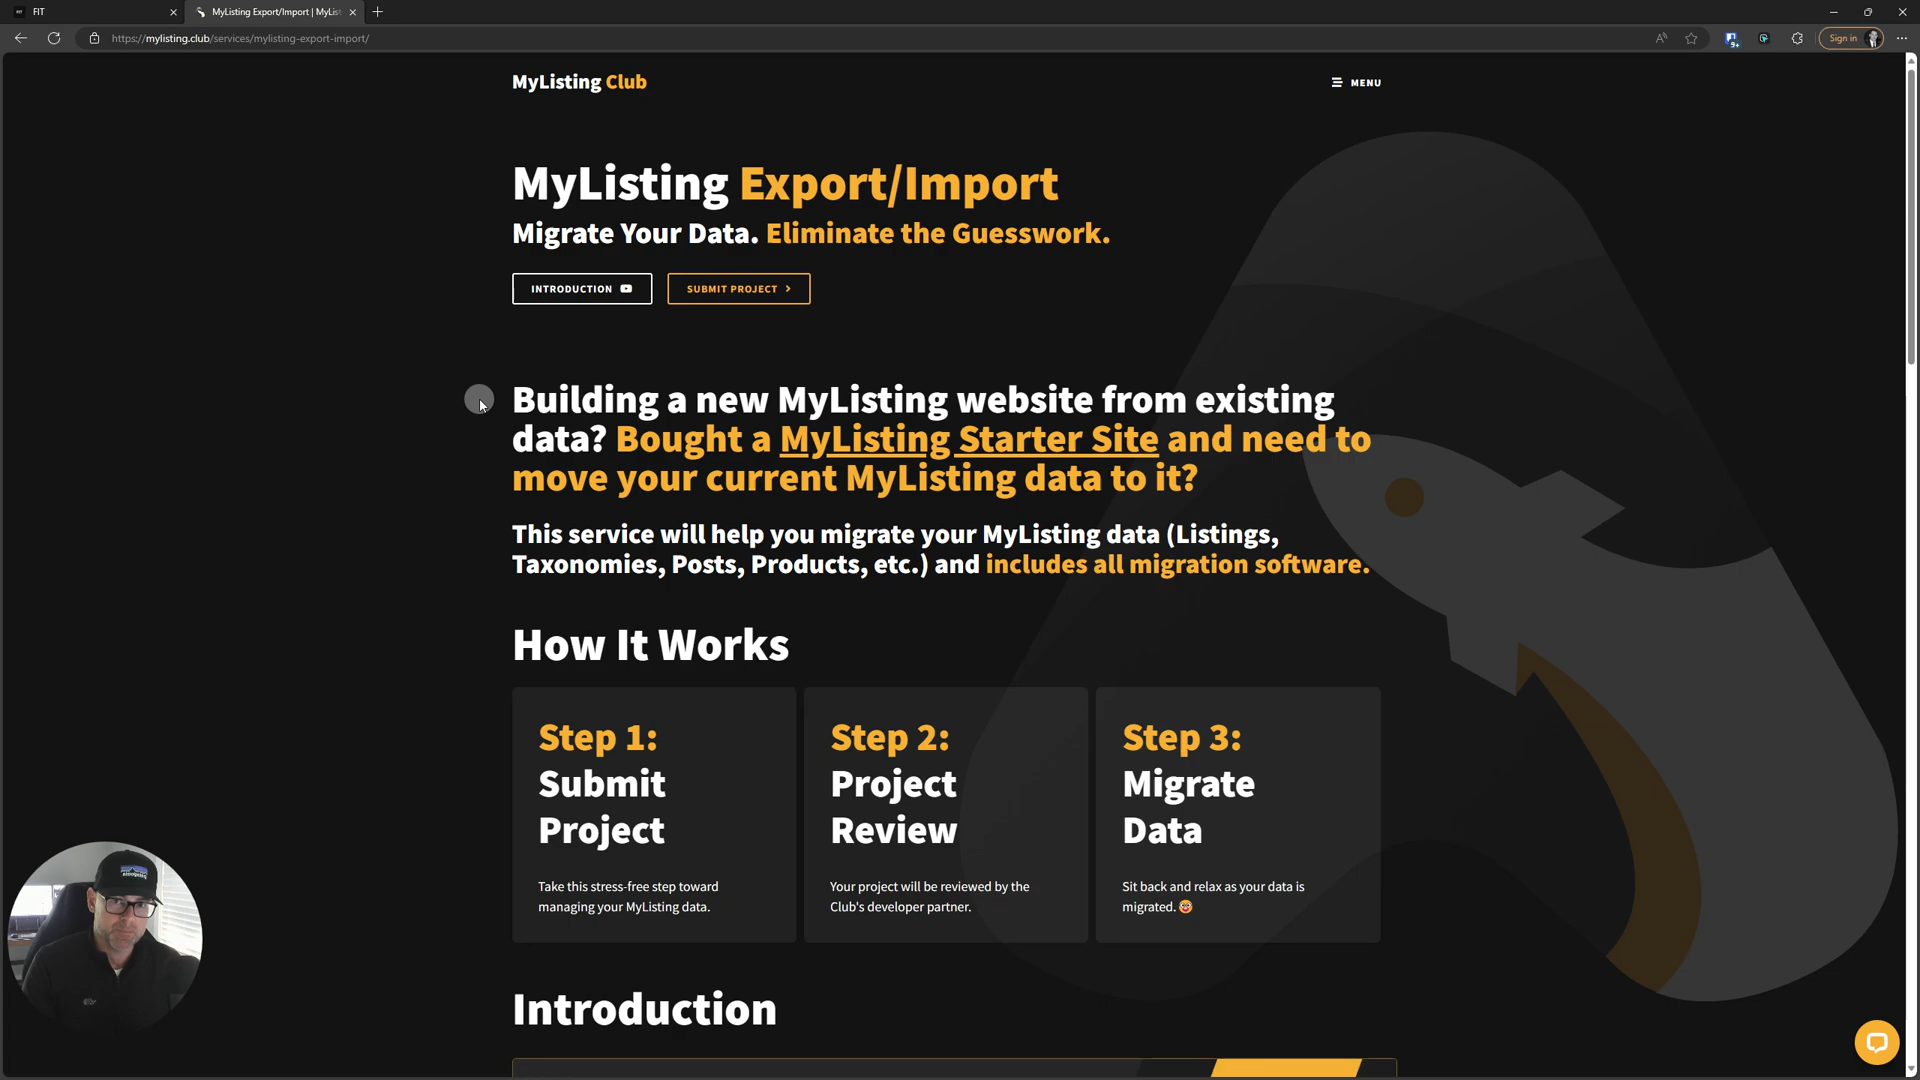 FIT
MyListing Export/Import | MyLis
https://mylisting.club/services/mylisting-export-import/
Sign in
9+
MyListing Club
MENU
MyListing Export/Import
Migrate Your Data. Eliminate the Guesswork.
INTRODUCTION
SUBMIT PROJECT
Building a new MyListing website from existing
data? Bought a MyListing Starter Site and need to
move your current MyListing data to it?
This service will help you migrate your MyListing data (Listings,
Taxonomies, Posts, Products, etc.) and includes all migration software.
How It Works
Step 1:
Submit
Project
Take this stress-free step toward
managing your MyListing data.
Step 2:
Project
Review
Your project will be reviewed by the
Club's developer partner.
Step 3:
Migrate
Data
Sit back and relax as your data is
migrated. 🤓
Introduction